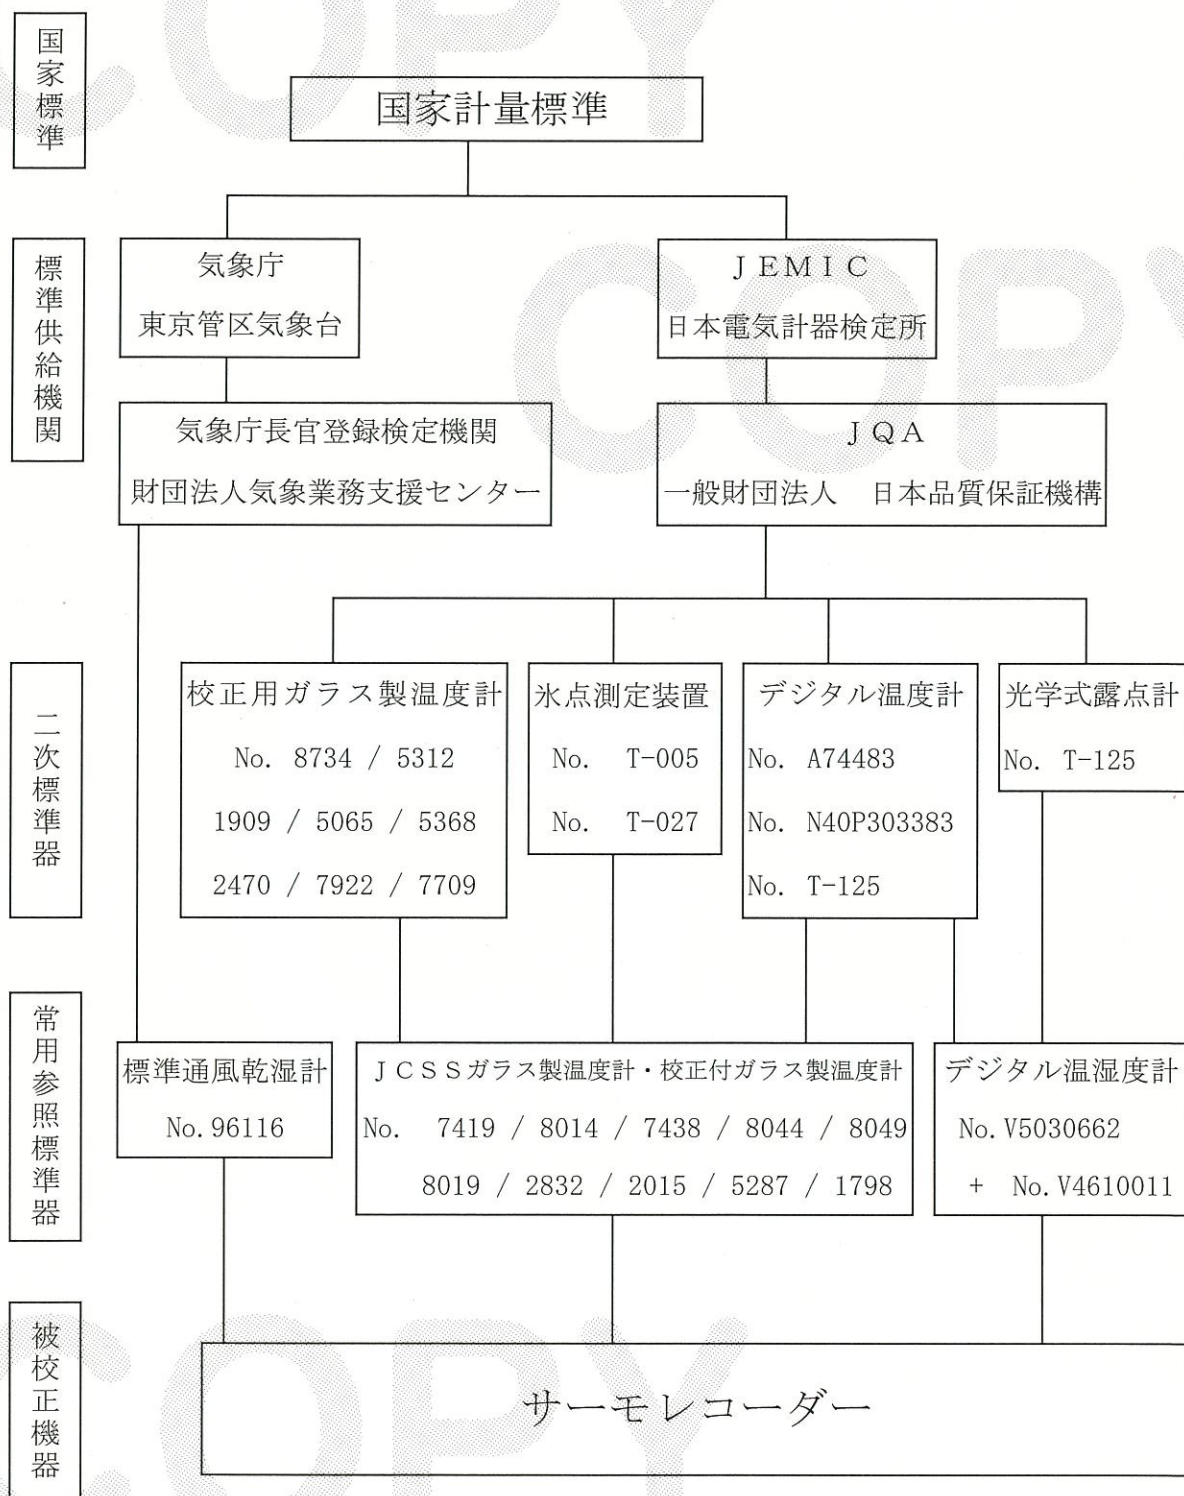 国家標準
国家計量標準
標準供給機関
気象庁
東京管区気象台
ＪＥＭＩＣ
日本電気計器検定所
気象庁長官登録検定機関
財団法人気象業務支援センター
ＪＱＡ
一般財団法人　日本品質保証機構
二次標準器
校正用ガラス製温度計
No. 8734 / 5312
1909 / 5065 / 5368
2470 / 7922 / 7709
氷点測定装置
No. T-005
No. T-027
デジタル温度計
No. A74483
No. N40P303383
No. T-125
光学式露点計
No. T-125
常用参照標準器
標準通風乾湿計
No.96116
ＪＣＳＳガラス製温度計・校正付ガラス製温度計
No. 7419 / 8014 / 7438 / 8044 / 8049
8019 / 2832 / 2015 / 5287 / 1798
デジタル温湿度計
No.V5030662
+ No.V4610011
被校正機器
サーモレコーダー
COPY
COPY
COPY